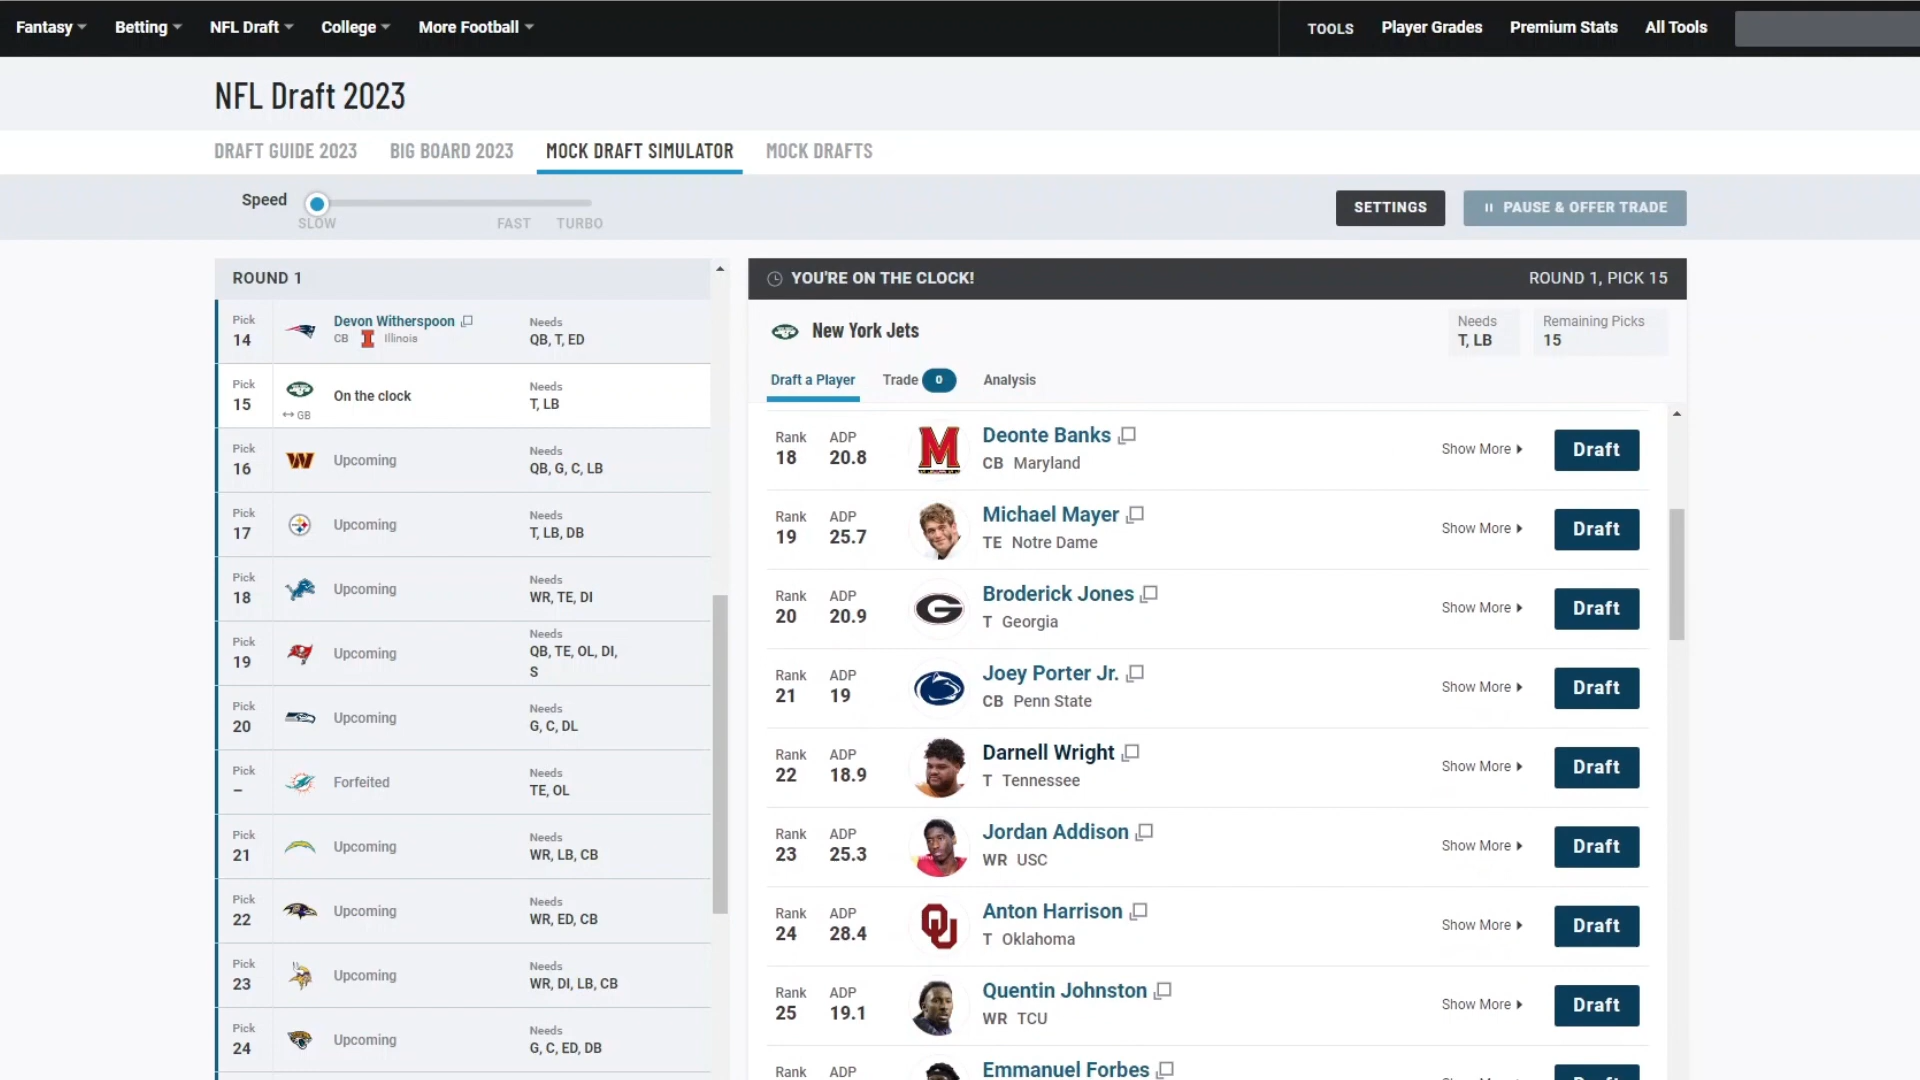 Fantasy Betting NFL Draft College More Football TOOLS Player Grades Premium Stats All Tools
NFL Draft 2023
DRAFT GUIDE 2023 BIG BOARD 2023 MOCK DRAFT SIMULATOR MOCK DRAFTS
Speed
SLOW FAST TURBO
SETTINGS PAUSE & OFFER TRADE
ROUND 1
Pick 14
Devon Witherspoon
CB Illinois
Needs
QB, T, ED
Pick 15
GB
On the clock
Needs
T, LB
Pick 16
Upcoming
Needs
QB, G, C, LB
Pick 17
Upcoming
Needs
T, LB, DB
Pick 18
Upcoming
Needs
WR, TE, DI
Pick 19
Upcoming
Needs
QB, TE, OL, DI,
S
Pick 20
Upcoming
Needs
G, C, DL
Pick –
Forfeited
Needs
TE, OL
Pick 21
Upcoming
Needs
WR, LB, CB
Pick 22
Upcoming
Needs
WR, ED, CB
Pick 23
Upcoming
Needs
WR, DI, LB, CB
Pick 24
Upcoming
Needs
G, C, ED, DB
YOU'RE ON THE CLOCK! ROUND 1, PICK 15
New York Jets
Needs
T, LB
Remaining Picks
15
Draft a Player Trade 0 Analysis
Rank 18 ADP 20.8
Deonte Banks
CB Maryland
Show More Draft
Rank 19 ADP 25.7
Michael Mayer
TE Notre Dame
Show More Draft
Rank 20 ADP 20.9
Broderick Jones
T Georgia
Show More Draft
Rank 21 ADP 19
Joey Porter Jr.
CB Penn State
Show More Draft
Rank 22 ADP 18.9
Darnell Wright
T Tennessee
Show More Draft
Rank 23 ADP 25.3
Jordan Addison
WR USC
Show More Draft
Rank 24 ADP 28.4
Anton Harrison
T Oklahoma
Show More Draft
Rank 25 ADP 19.1
Quentin Johnston
WR TCU
Show More Draft
Rank ADP
Emmanuel Forbes